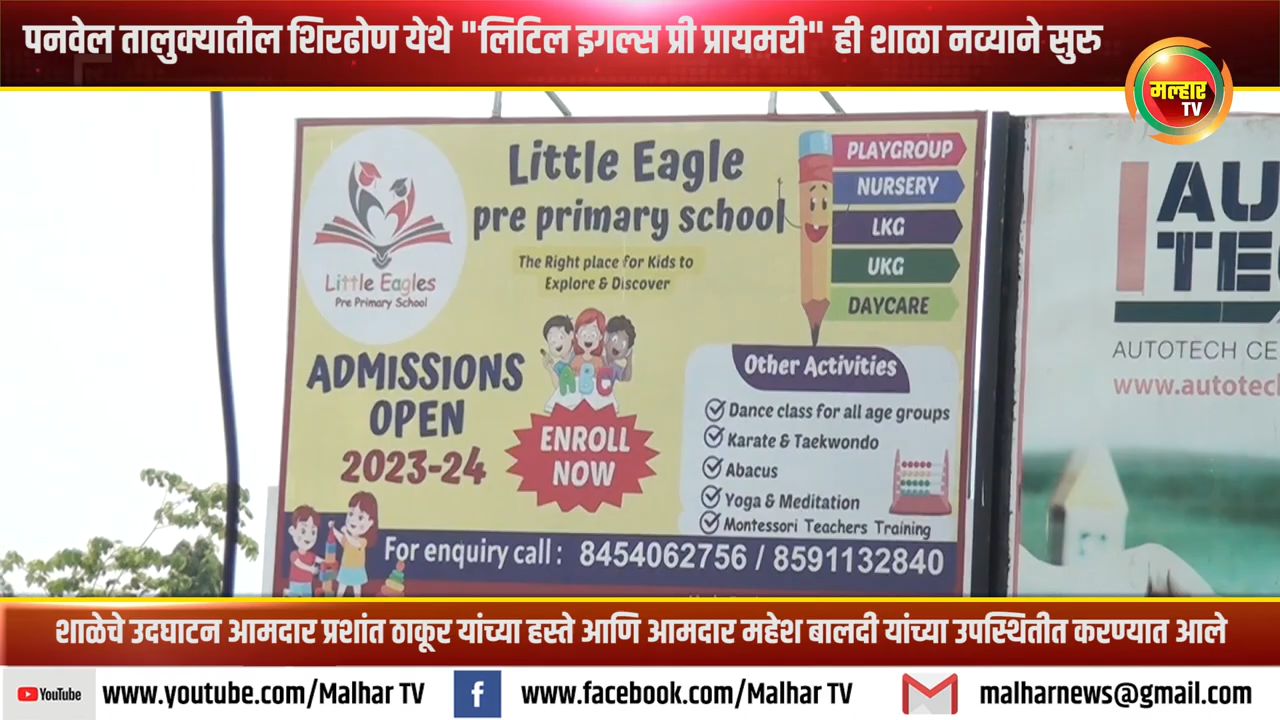 पनवेल तालुक्यातील शिरढोण येथे "लिटिल इगल्स प्री प्रायमरी" ही शाळा नव्याने सुरु
मल्हार
TV
Little Eagle
pre primary school
The Right place for Kids to
Explore & Discover
Little Eagles
Pre Primary School
PLAYGROUP
NURSERY
LKG
UKG
DAYCARE
ADMISSIONS
OPEN
2023-24
ABC
ENROLL
NOW
Other Activities
Dance class for all age groups
Karate & Taekwondo
Abacus
Yoga & Meditation
Montessori Teachers Training
For enquiry call : 8454062756 / 8591132840
AU
TE
AUTOTECH CE
www.autotech
शाळेचे उदघाटन आमदार प्रशांत ठाकूर यांच्या हस्ते आणि आमदार महेश बालदी यांच्या उपस्थितीत करण्यात आले
YouTube www.youtube.com/Malhar TV www.facebook.com/Malhar TV malharnews@gmail.com